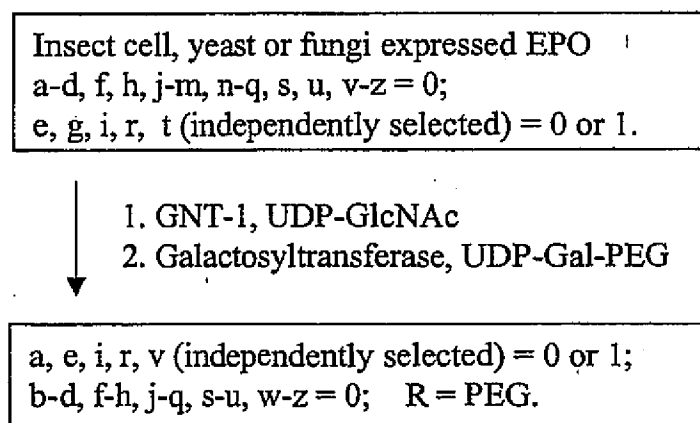 Insect cell, yeast or fungi expressed EPO
a-d, f, h, j-m, n-q, s, u, v-z = 0;
e, g, i, r, t (independently selected) = 0 or 1.
1. GNT-1, UDP-GlcNAc
2. Galactosyltransferase, UDP-Gal-PEG
a, e, i, r, v (independently selected) = 0 or 1;
b-d, f-h, j-q, s-u, w-z = 0; R = PEG.